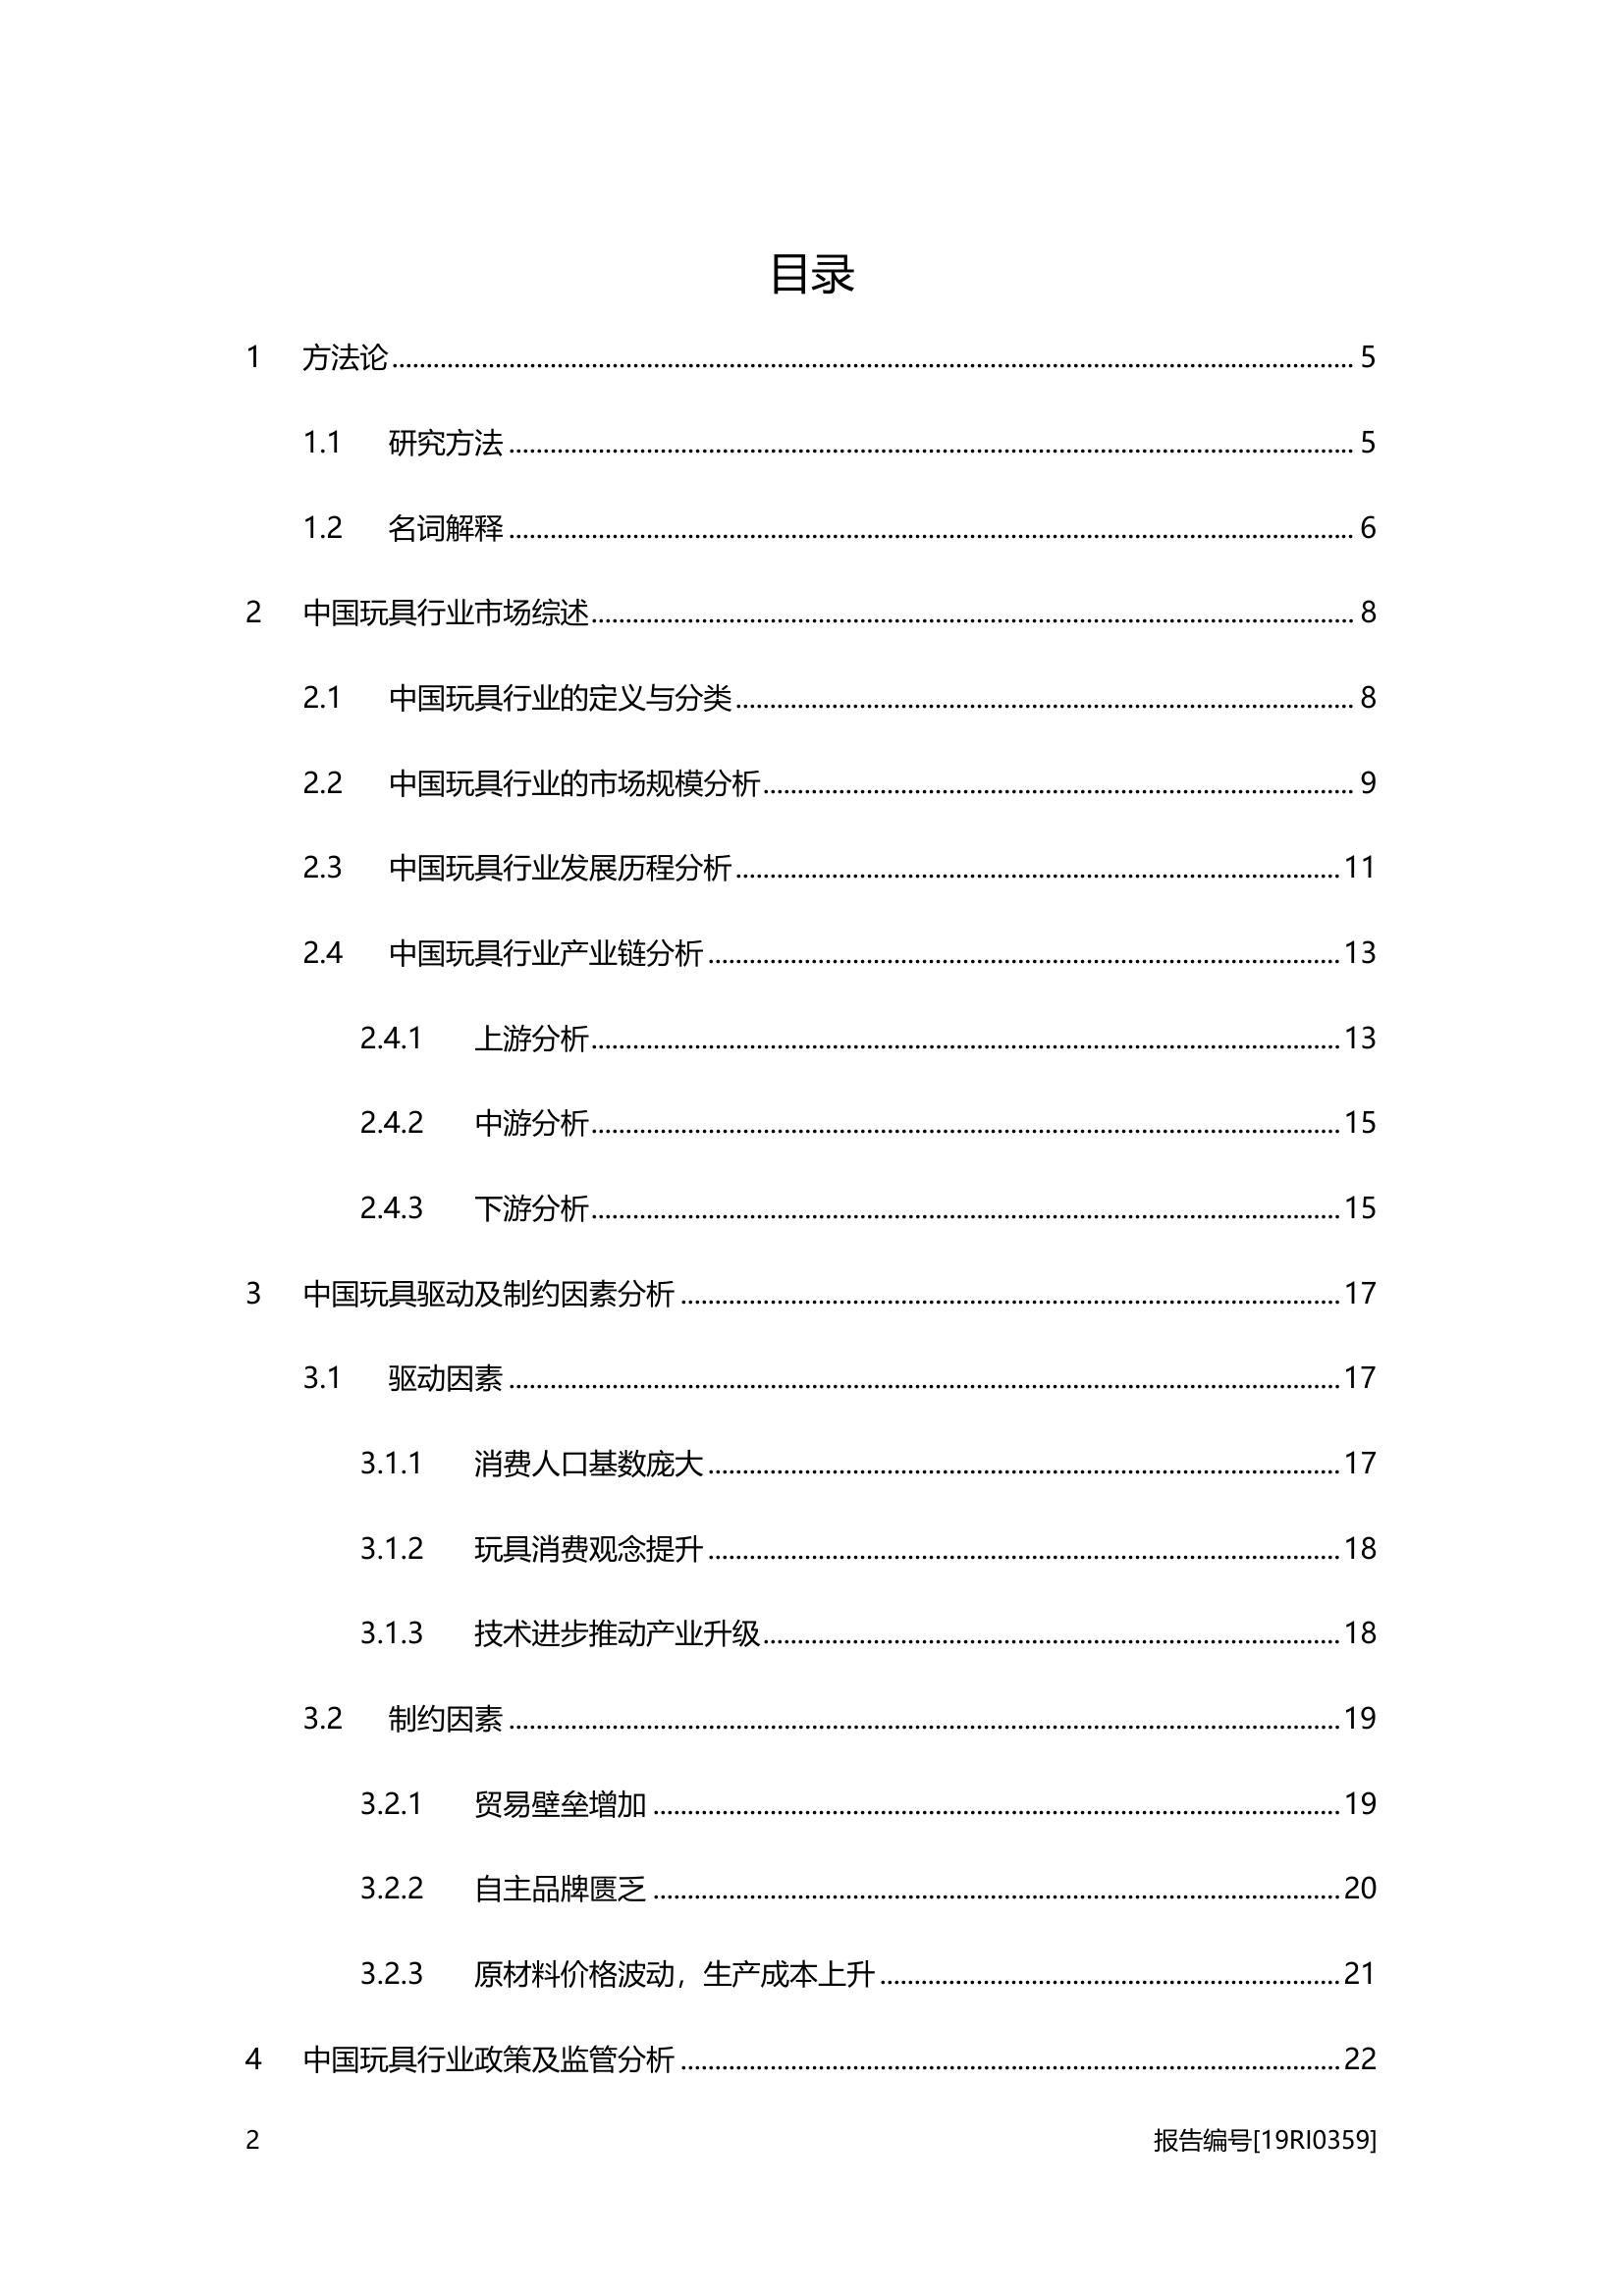 目录
1 方法论 5
1.1 研究方法 5
1.2 名词解释 6
2 中国玩具行业市场综述 8
2.1 中国玩具行业的定义与分类 8
2.2 中国玩具行业的市场规模分析 9
2.3 中国玩具行业发展历程分析 11
2.4 中国玩具行业产业链分析 13
2.4.1 上游分析 13
2.4.2 中游分析 15
2.4.3 下游分析 15
3 中国玩具驱动及制约因素分析 17
3.1 驱动因素 17
3.1.1 消费人口基数庞大 17
3.1.2 玩具消费观念提升 18
3.1.3 技术进步推动产业升级 18
3.2 制约因素 19
3.2.1 贸易壁垒增加 19
3.2.2 自主品牌匮乏 20
3.2.3 原材料价格波动，生产成本上升 21
4 中国玩具行业政策及监管分析 22
2 报告编号[19RI0359]